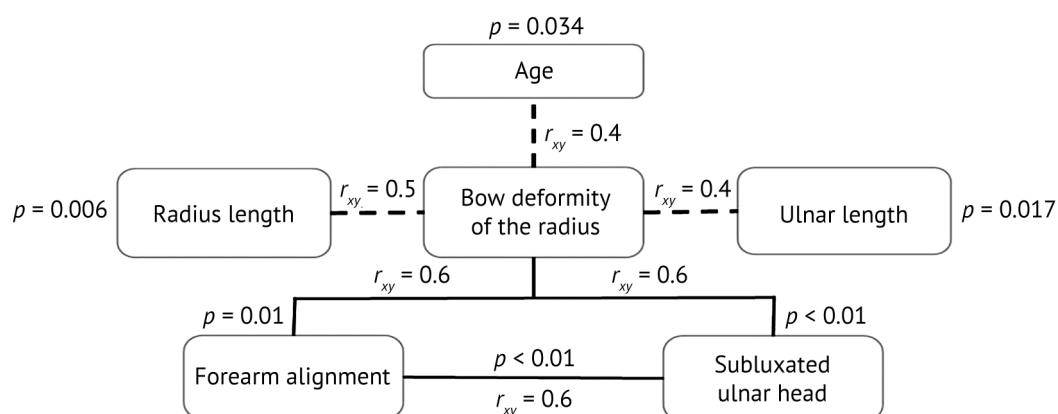 p = 0.034
Age
r_xy = 0.4
p = 0.006
Radius length
r_xy = 0.5
Bow deformity
of the radius
r_xy = 0.4
Ulnar length
p = 0.017
r_xy = 0.6
r_xy = 0.6
p = 0.01
p < 0.01
Forearm alignment
p < 0.01
r_xy = 0.6
Subluxated
ulnar head